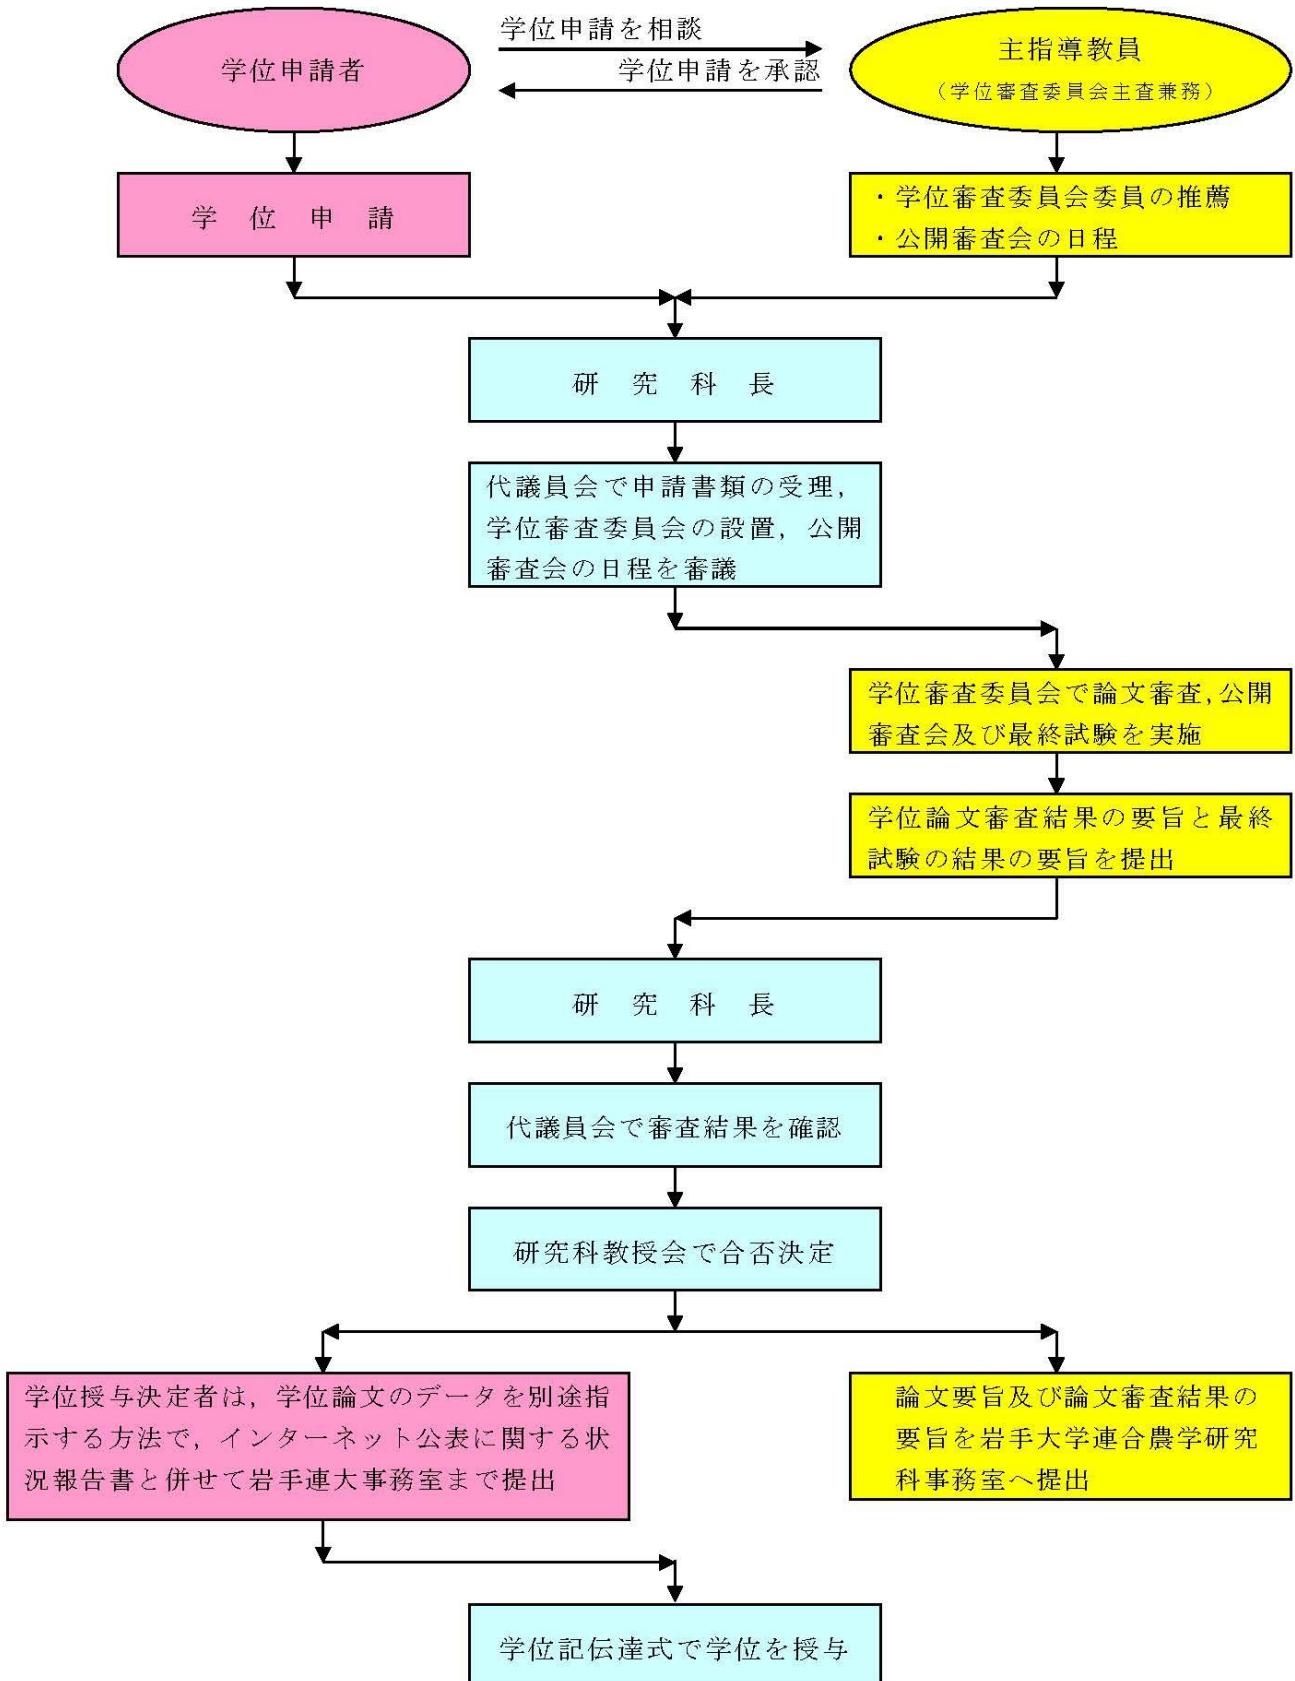 学位申請を相談
学位申請者
学位申請を承認
主指導教員
（学位審査委員会主査兼務）
学　位　申　請
・学位審査委員会委員の推薦
・公開審査会の日程
研　究　科　長
代議員会で申請書類の受理，
学位審査委員会の設置，公開
審査会の日程を審議
学位審査委員会で論文審査，公開
審査会及び最終試験を実施
学位論文審査結果の要旨と最終
試験の結果の要旨を提出
研　究　科　長
代議員会で審査結果を確認
研究科教授会で合否決定
学位授与決定者は，学位論文のデータを別途指
示する方法で，インターネット公表に関する状
況報告書と併せて岩手連大事務室まで提出
論文要旨及び論文審査結果の
要旨を岩手大学連合農学研究
科事務室へ提出
学位記伝達式で学位を授与